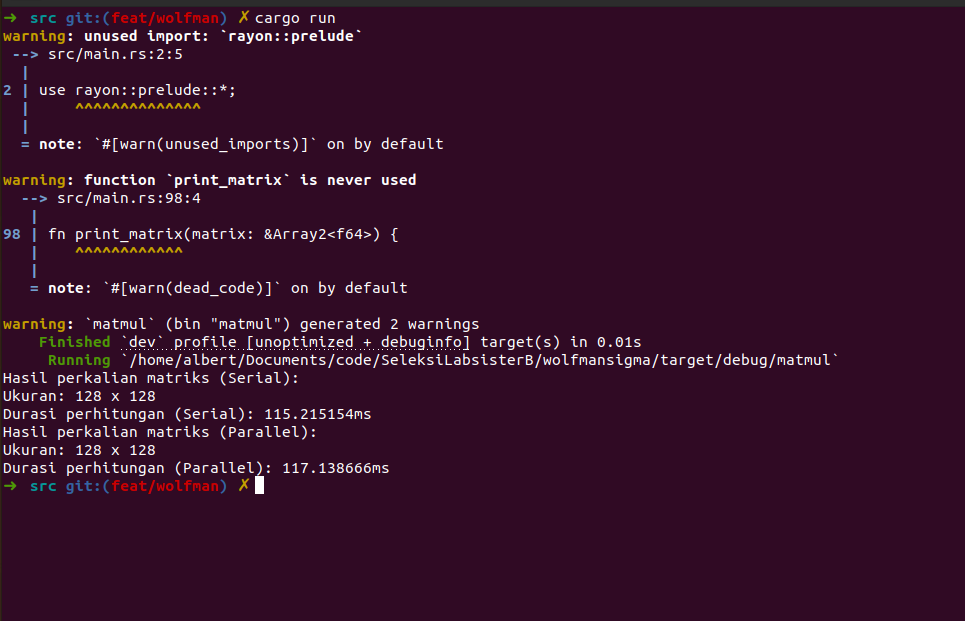 ➜ src git:(feat/wolfman) ✗ cargo run
warning: unused import: `rayon::prelude`
 --> src/main.rs:2:5
  |
2 | use rayon::prelude::*;
  |     ^^^^^^^^^^^^^^
  |
  = note: `#[warn(unused_imports)]` on by default

warning: function `print_matrix` is never used
  --> src/main.rs:98:4
   |
98 | fn print_matrix(matrix: &Array2<f64>) {
   |    ^^^^^^^^^^^^
   |
   = note: `#[warn(dead_code)]` on by default

warning: `matmul` (bin "matmul") generated 2 warnings
    Finished `dev` profile [unoptimized + debuginfo] target(s) in 0.01s
     Running `/home/albert/Documents/code/SeleksiLabsisterB/wolfmansigma/target/debug/matmul`
Hasil perkalian matriks (Serial):
Ukuran: 128 x 128
Durasi perhitungan (Serial): 115.215154ms
Hasil perkalian matriks (Parallel):
Ukuran: 128 x 128
Durasi perhitungan (Parallel): 117.138666ms
➜ src git:(feat/wolfman) ✗